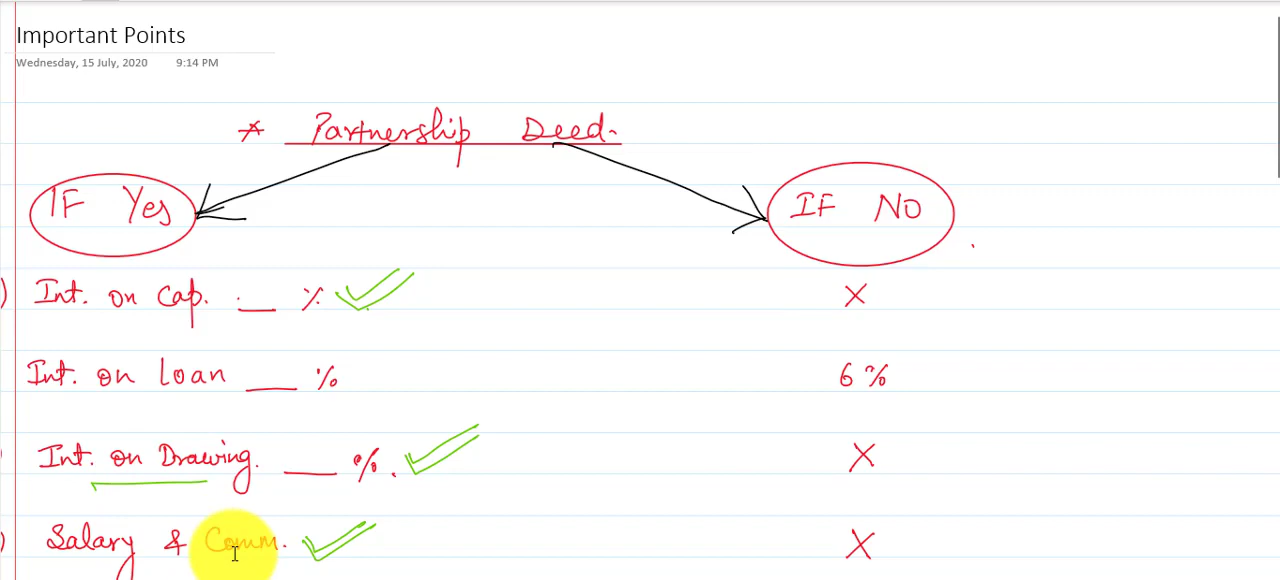 Important Points
Wednesday, 15 July, 2020 9:14 PM
* Partnership Deed.
IF Yes IF NO
) Int. on Cap. __ % X
Int. on Loan __ % 6 %
Int. on Drawing. __ %. X
) Salary & Comm. X